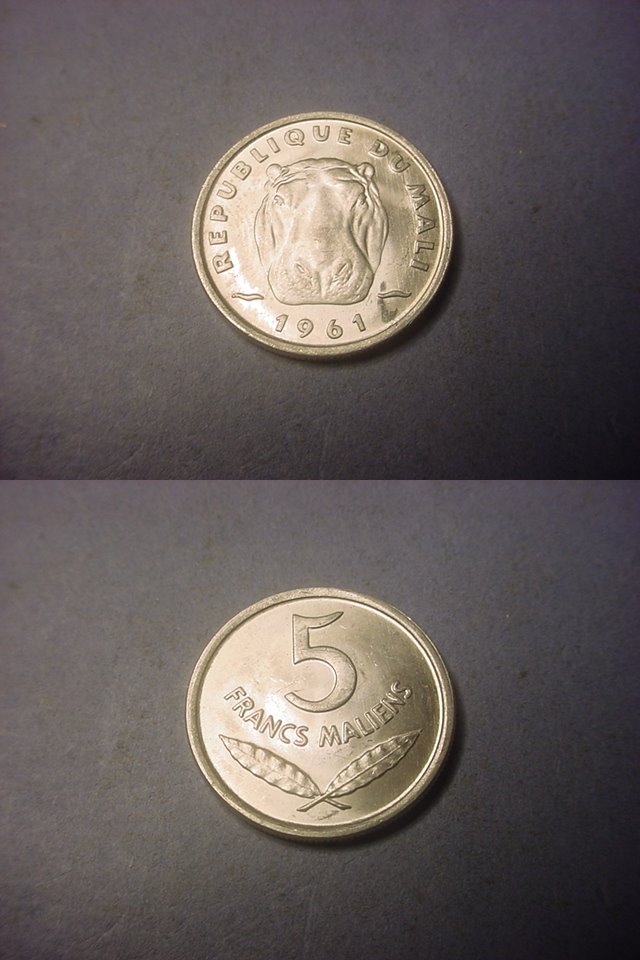 REPUBLIQUE DU MALI
1961
5
FRANCS MALIENS